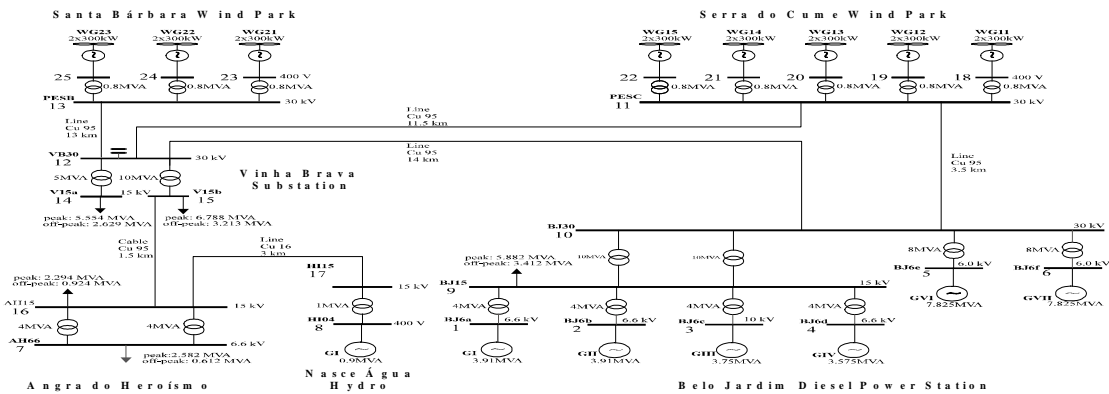 Santa Bárbara Wind Park
Serra do Cume Wind Park
WG23 WG22 WG21
2x300kW 2x300kW 2x300kW
WG15 WG14 WG13 WG12 WG11
2x300kW 2x300kW 2x300kW 2x300kW 2x300kW
25 24 23 400 V
22 21 20 19 18 400 V
0.8MVA 0.8MVA 0.8MVA
0.8MVA 0.8MVA 0.8MVA 0.8MVA 0.8MVA
PESB
13
30 kV
PESC
11
30 kV
Line
Cu 95
13 km
Line
Cu 95
11.5 km
Line
Cu 95
14 km
Line
Cu 95
3.5 km
VB30
12
30 kV
Vinha Brava
Substation
5MVA 10MVA
V15a
14
15 kV
V15b
15
peak: 5.554 MVA
off-peak: 2.629 MVA
peak: 6.788 MVA
off-peak: 3.213 MVA
Cable
Cu 95
1.5 km
Line
Cu 16
3 km
BJ30
10
30 kV
10MVA 10MVA
8MVA 8MVA
BJ6e
5
6.0 kV
BJ6f
6
6.0 kV
GVI
7.825MVA
GVII
7.825MVA
peak: 5.882 MVA
off-peak: 3.412 MVA
BJ15
9
15 kV
4MVA 4MVA 4MVA 4MVA
BJ6a
1
6.6 kV
BJ6b
2
6.6 kV
BJ6c
3
10 kV
BJ6d
4
6.6 kV
GI
3.91MVA
GII
3.91MVA
GIII
3.75MVA
GIV
3.575MVA
HI15
17
15 kV
1MVA
HI04
8
400 V
GI
0.9MVA
peak: 2.294 MVA
off-peak: 0.924 MVA
AH15
16
15 kV
4MVA 4MVA
AH66
7
6.6 kV
peak:2.582 MVA
off-peak: 0.612 MVA
Angra do Heroísmo
Nasce Água
Hydro
Belo Jardim Diesel Power Station